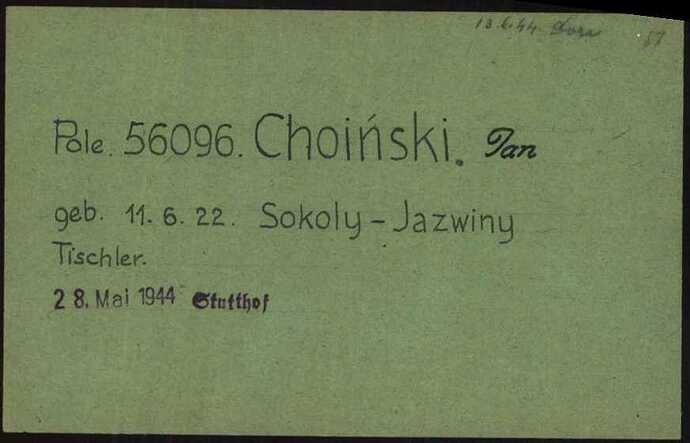 13.6.44. Dora 57
Pole. 56096. Choiński. Jan
geb. 11. 6. 22. Sokoly - Jazwiny
Tischler.
28. Mai 1944 Stutthof